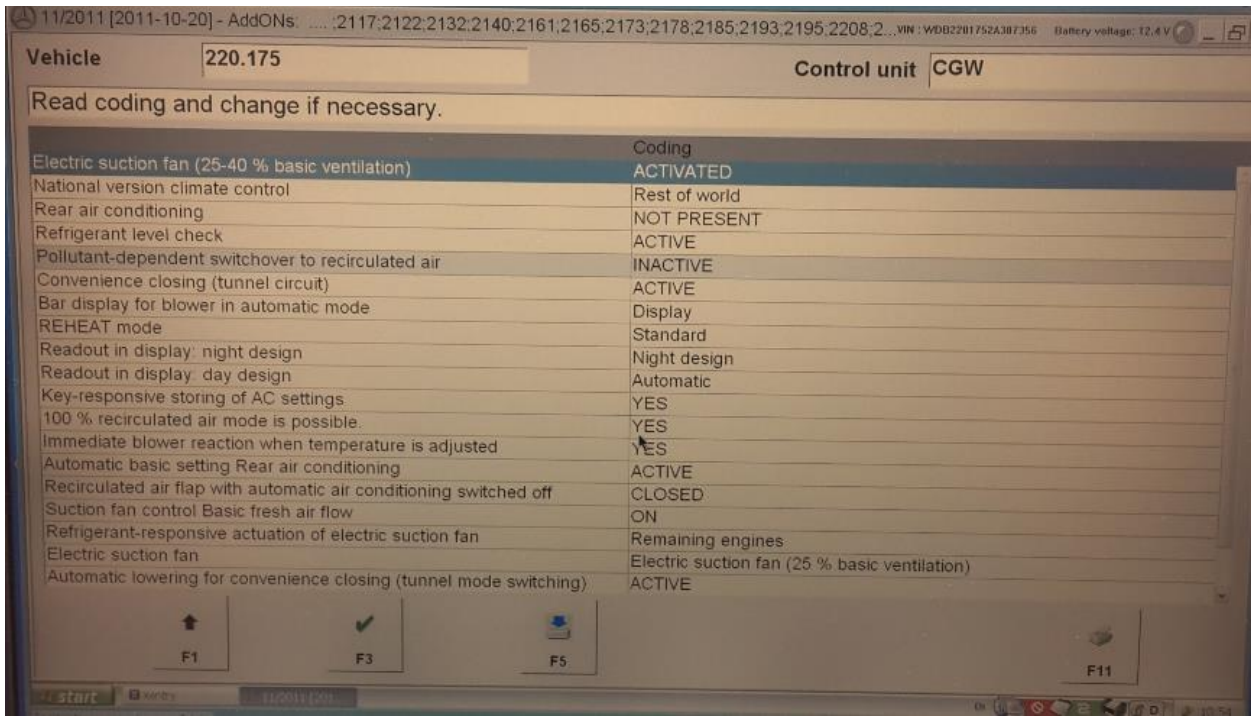 11/2011 [2011-10-20] - AddONs: ....;2117;2122;2132;2140;2161;2165;2173;2178;2185;2193;2195;2208;2... VIN : WDB2201752A387356 Battery voltage: 12.4 V
Vehicle 220.175 Control unit CGW
Read coding and change if necessary.
Coding
Electric suction fan (25-40 % basic ventilation) ACTIVATED
National version climate control Rest of world
Rear air conditioning NOT PRESENT
Refrigerant level check ACTIVE
Pollutant-dependent switchover to recirculated air INACTIVE
Convenience closing (tunnel circuit) ACTIVE
Bar display for blower in automatic mode Display
REHEAT mode Standard
Readout in display: night design Night design
Readout in display: day design Automatic
Key-responsive storing of AC settings YES
100 % recirculated air mode is possible. YES
Immediate blower reaction when temperature is adjusted YES
Automatic basic setting Rear air conditioning ACTIVE
Recirculated air flap with automatic air conditioning switched off CLOSED
Suction fan control Basic fresh air flow ON
Refrigerant-responsive actuation of electric suction fan Remaining engines
Electric suction fan Electric suction fan (25 % basic ventilation)
Automatic lowering for convenience closing (tunnel mode switching) ACTIVE
F1 F3 F5 F11
start 11/2011 [201... 10:54